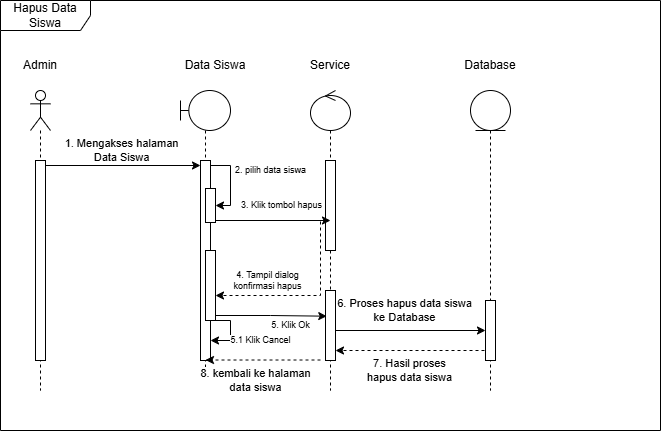 Hapus Data
Siswa
Admin
Data Siswa
Service
Database
1. Mengakses halaman
Data Siswa
2. pilih data siswa
3. Klik tombol hapus
4. Tampil dialog
konfirmasi hapus
5. Klik Ok
5.1 Klik Cancel
6. Proses hapus data siswa
ke Database
7. Hasil proses
hapus data siswa
8. kembali ke halaman
data siswa